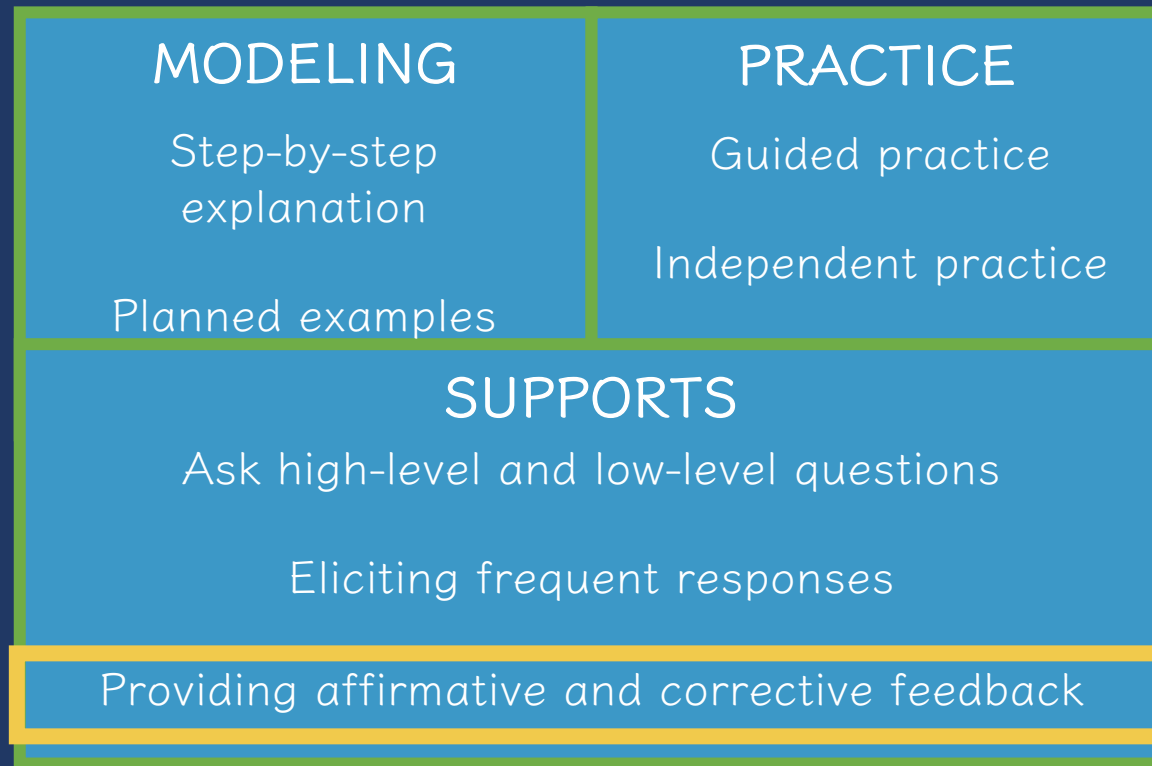 MODELING
Step-by-step
explanation
Planned examples
PRACTICE
Guided practice
Independent practice
SUPPORTS
Ask high-level and low-level questions
Eliciting frequent responses
Providing affirmative and corrective feedback